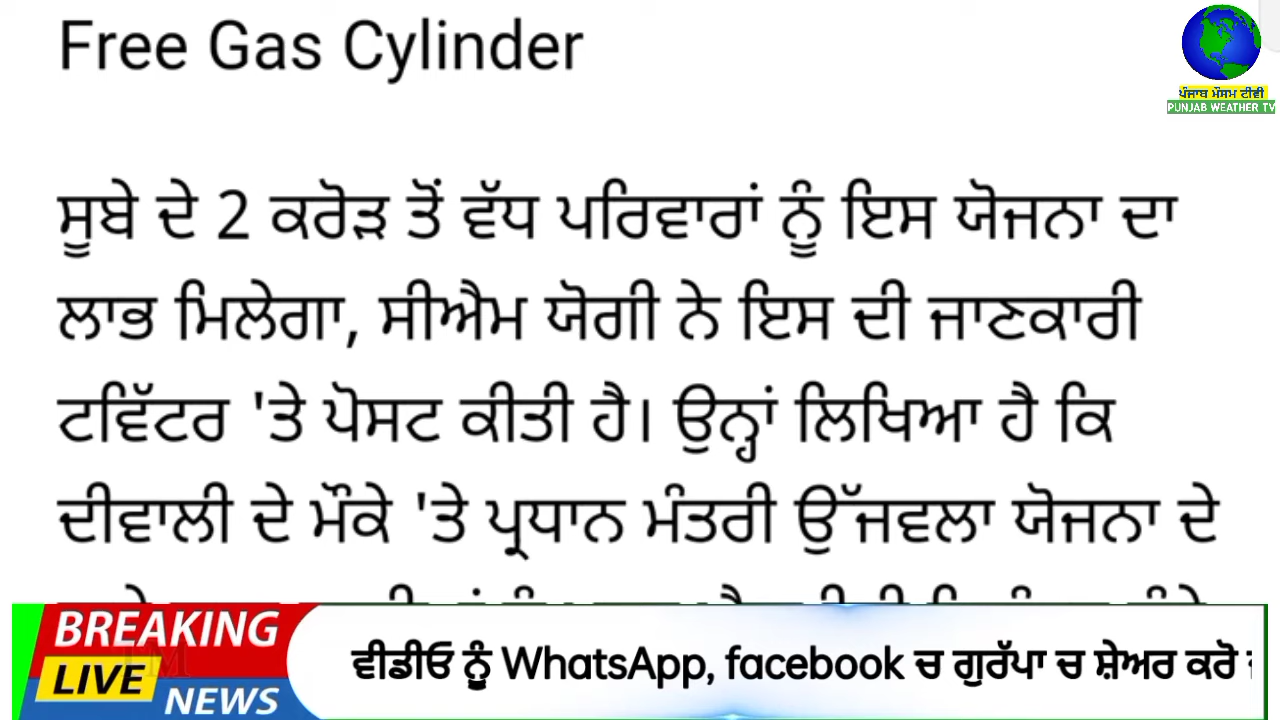 Free Gas Cylinder
ਪੰਜਾਬ ਮੌਸਮ ਟੀਵੀ
PUNJAB WEATHER TV
ਸੂਬੇ ਦੇ 2 ਕਰੋੜ ਤੋਂ ਵੱਧ ਪਰਿਵਾਰਾਂ ਨੂੰ ਇਸ ਯੋਜਨਾ ਦਾ
ਲਾਭ ਮਿਲੇਗਾ, ਸੀਐਮ ਯੋਗੀ ਨੇ ਇਸ ਦੀ ਜਾਣਕਾਰੀ
ਟਵਿੱਟਰ 'ਤੇ ਪੋਸਟ ਕੀਤੀ ਹੈ। ਉਨ੍ਹਾਂ ਲਿਖਿਆ ਹੈ ਕਿ
ਦੀਵਾਲੀ ਦੇ ਮੌਕੇ 'ਤੇ ਪ੍ਰਧਾਨ ਮੰਤਰੀ ਉੱਜਵਲਾ ਯੋਜਨਾ ਦੇ
BREAKING
LIVE
NEWS
ਵੀਡੀਓ ਨੂੰ WhatsApp, facebook ਚ ਗੁਰੱਪਾ ਚ ਸ਼ੇਅਰ ਕਰੋ